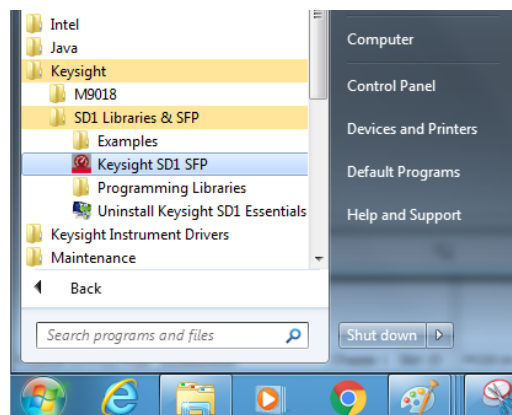 Intel
Java
Keysight
M9018
SD1 Libraries & SFP
Examples
Keysight SD1 SFP
Programming Libraries
Uninstall Keysight SD1 Essentials
Keysight Instrument Drivers
Maintenance
Back
Search programs and files
Computer
Control Panel
Devices and Printers
Default Programs
Help and Support
Shut down